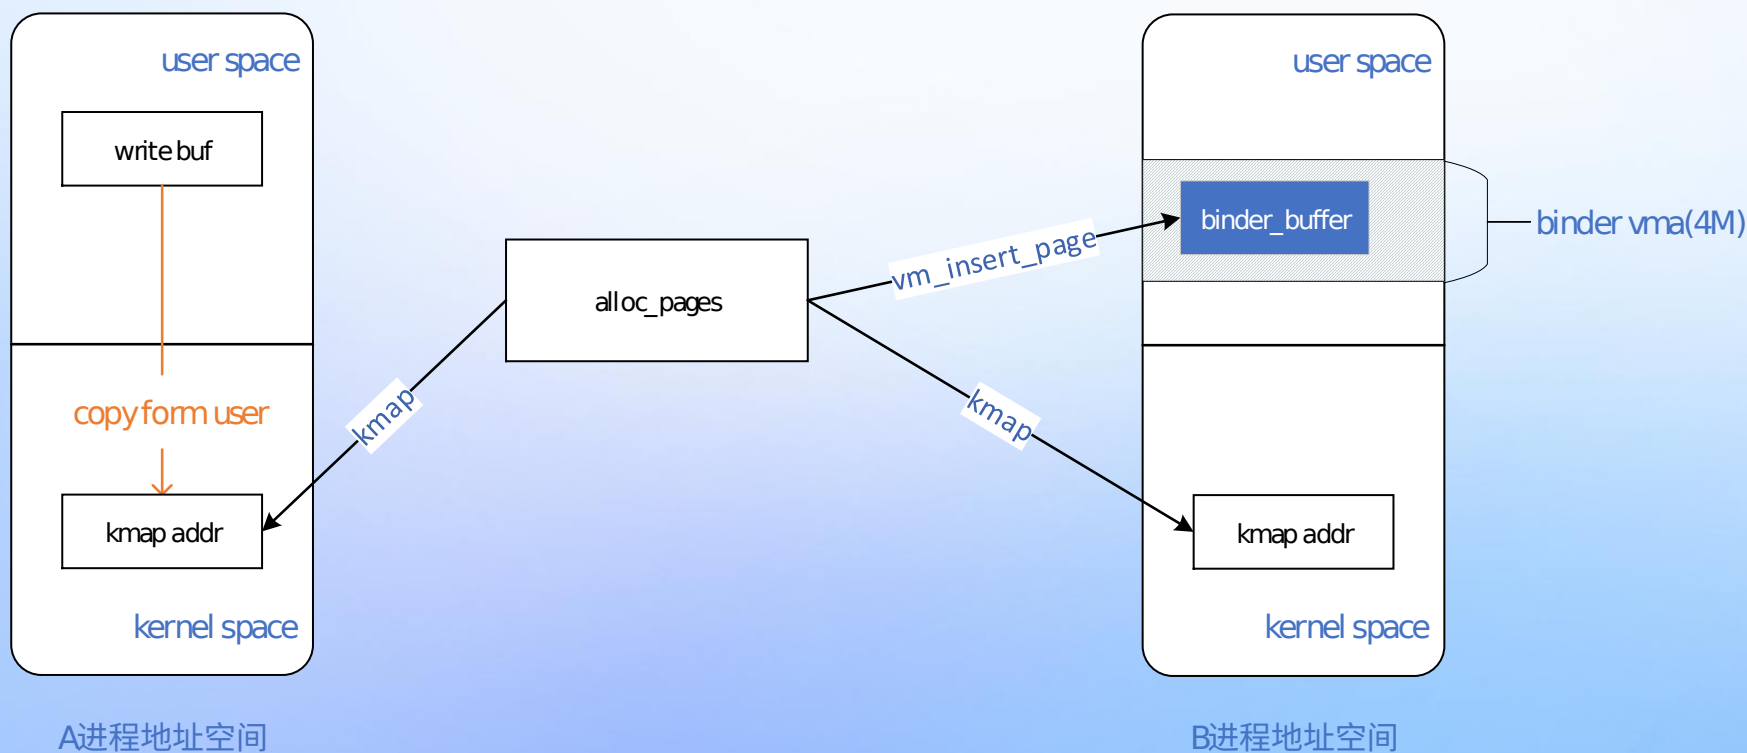 user space
write buf
copy form user
kmap addr
kernel space
A进程地址空间
kmap
alloc_pages
vm_insert_page
kmap
user space
binder_buffer
binder vma(4M)
kmap addr
kernel space
B进程地址空间